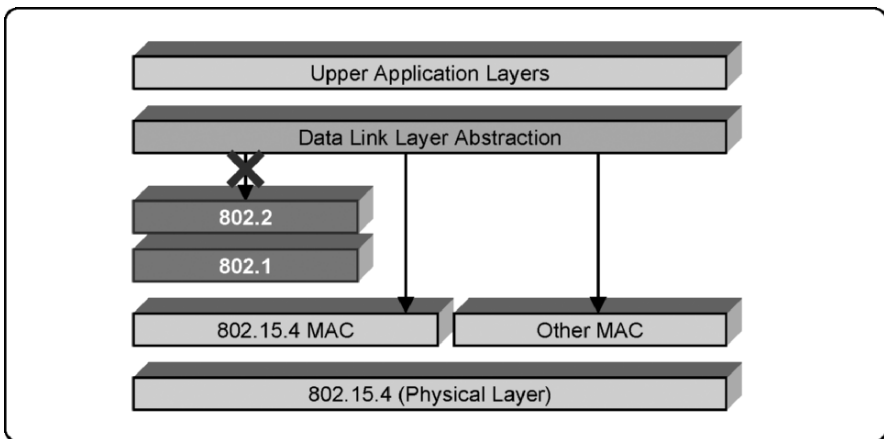 Upper Application Layers
Data Link Layer Abstraction
802.2
802.1
802.15.4 MAC
Other MAC
802.15.4 (Physical Layer)